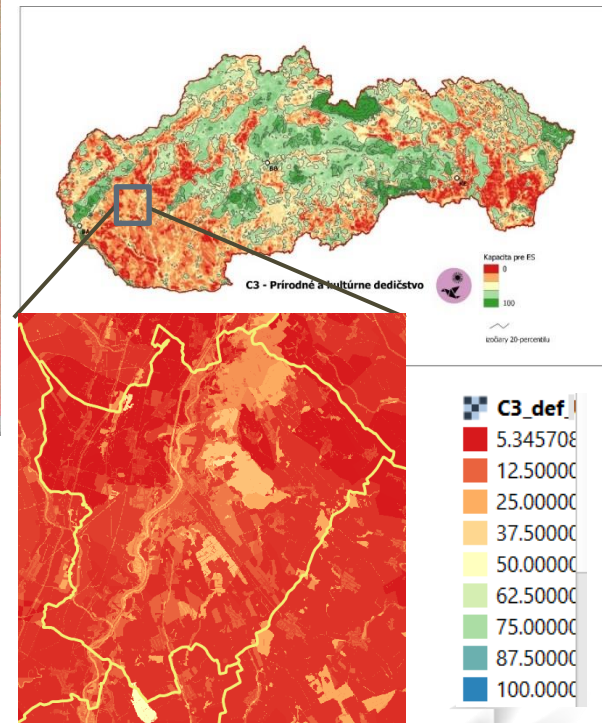 BB
C3 - Prírodné a kultúrne dedičstvo
Kapacita pre ES
0
100
izočiary 20-percentilu
C3_def_
5.345708
12.50000
25.00000
37.50000
50.00000
62.50000
75.00000
87.50000
100.0000